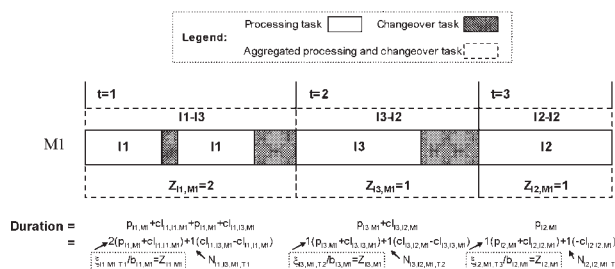 Legend:
Processing task
Changeover task
Aggregated processing and changeover task
t=1 t=2 t=3
I1-I3 I3-I2 I2-I2
M1 I1 I1 I3 I2
Z_{I1,M1}=2 Z_{I3,M1}=1 Z_{I2,M1}=1
Duration = p_{I1,M1}+cl_{I1,I1,M1}+p_{I1,M1}+cl_{I1,I3,M1} p_{I3,M1}+cl_{I3,I2,M1} p_{I2,M1}
= 2(p_{I1,M1}+cl_{I1,I1,M1})+1(cl_{I1,I3,M1}-cl_{I1,I1,M1}) 1(p_{I3,M1}+cl_{I3,I3,M1})+1(cl_{I3,I2,M1}-cl_{I3,I3,M1}) 1(p_{I2,M1}+cl_{I2,I2,M1})+1(-cl_{I2,I2,M1})
ξ_{I1,M1,T1}/b_{I1,M1}=Z_{I1,M1} N_{I1,I3,M1,T1} ξ_{I3,M1,T2}/b_{I3,M1}=Z_{I3,M1} N_{I3,I2,M1,T2} ξ_{I2,M1,T3}/b_{I2,M1}=Z_{I2,M1} N_{I2,I2,M1,T3}